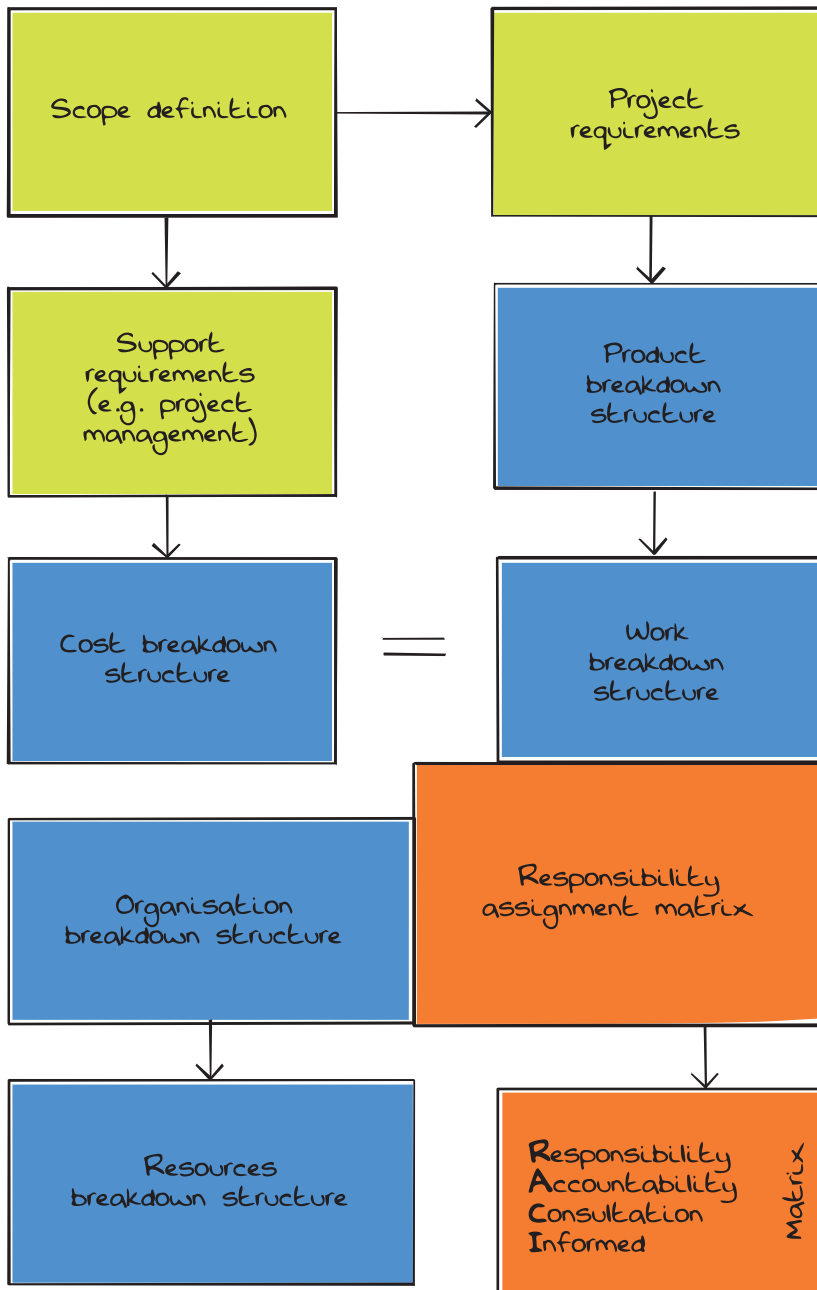 Scope definition
Project
requirements
Support
requirements
(e.g. project
management)
Product
breakdown
structure
Cost breakdown
structure
=
Work
breakdown
structure
Organisation
breakdown structure
Responsibility
assignment matrix
Resources
breakdown structure
Responsibility
Accountability
Consultation
Informed
Matrix